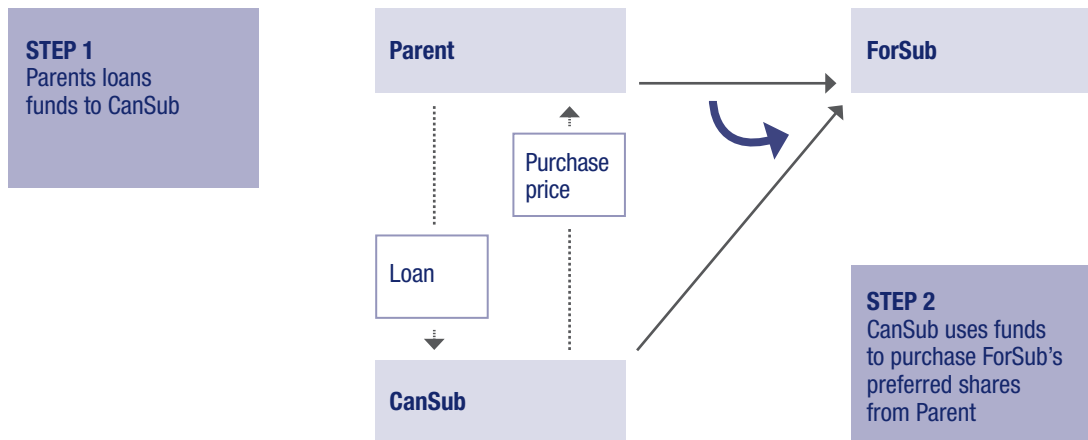 STEP 1
Parents loans
funds to CanSub
Parent
ForSub
Purchase
price
Loan
CanSub
STEP 2
CanSub uses funds
to purchase ForSub’s
preferred shares
from Parent